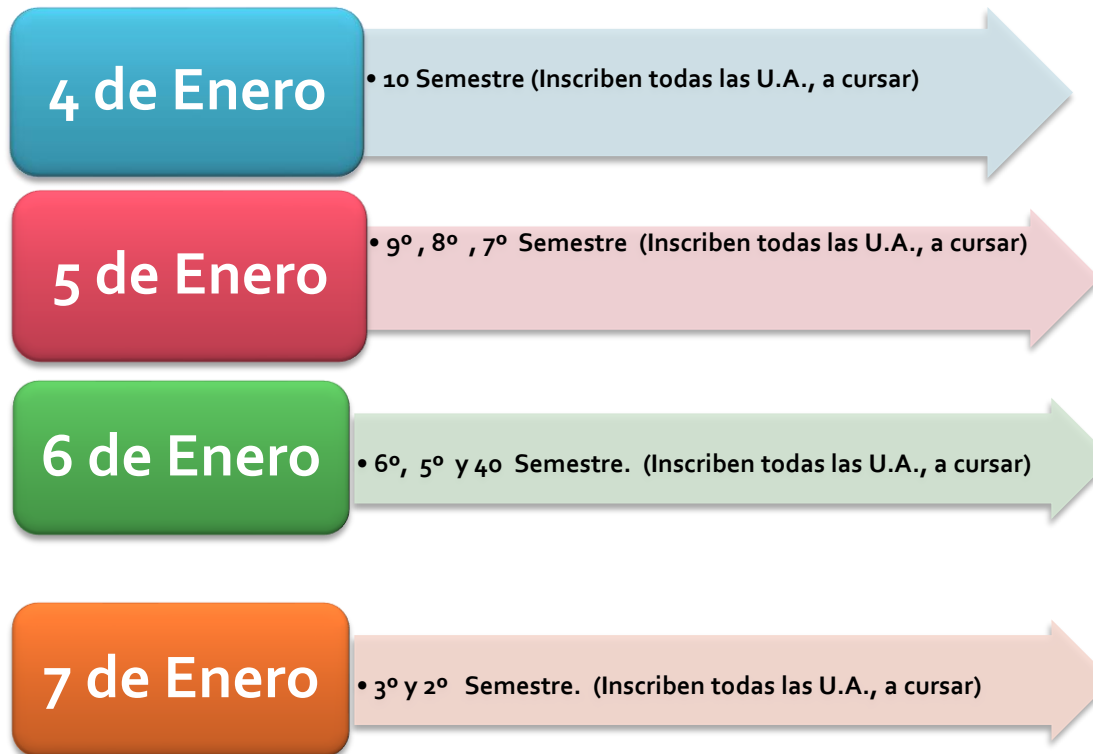 4 de Enero
• 10 Semestre (Inscriben todas las U.A., a cursar)
5 de Enero
• 9º , 8º , 7º Semestre (Inscriben todas las U.A., a cursar)
6 de Enero
• 6º, 5º y 4o Semestre. (Inscriben todas las U.A., a cursar)
7 de Enero
• 3º y 2º Semestre. (Inscriben todas las U.A., a cursar)